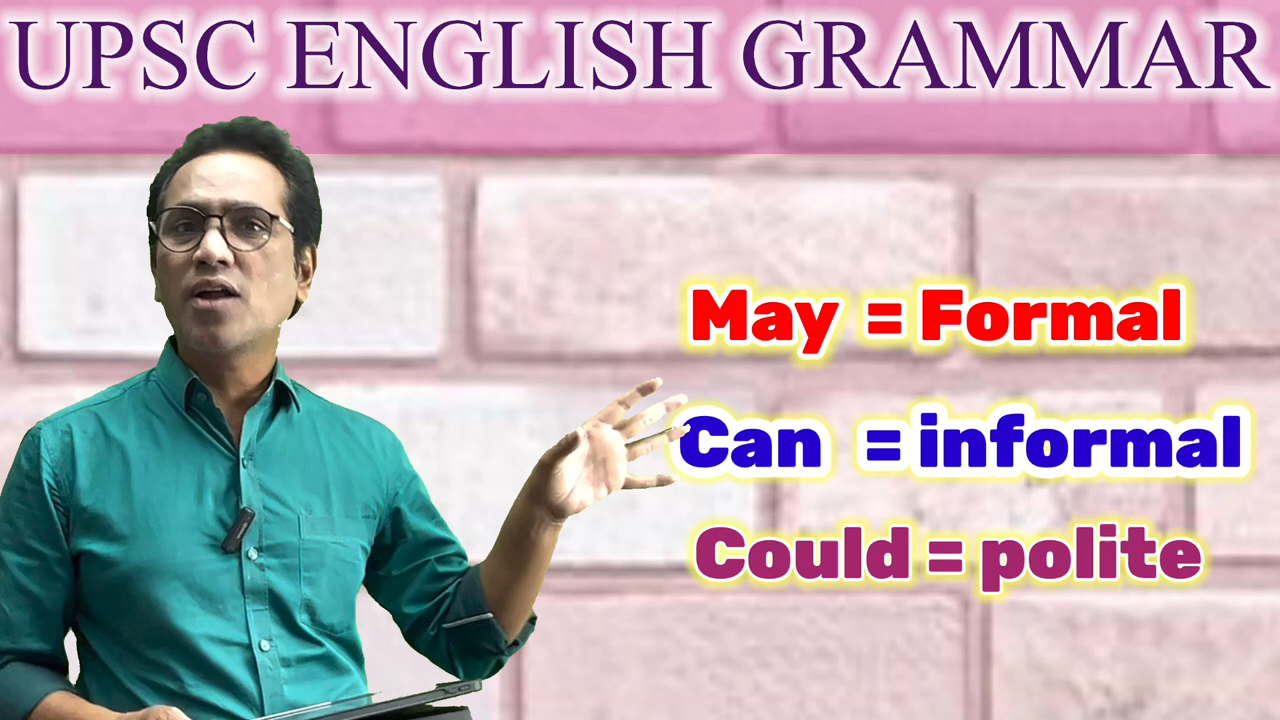 UPSC ENGLISH GRAMMAR
May = Formal
Can = informal
Could = polite